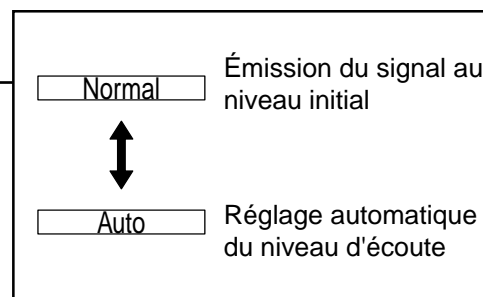 Normal
Émission du signal au
niveau initial
Auto
Réglage automatique
du niveau d'écoute